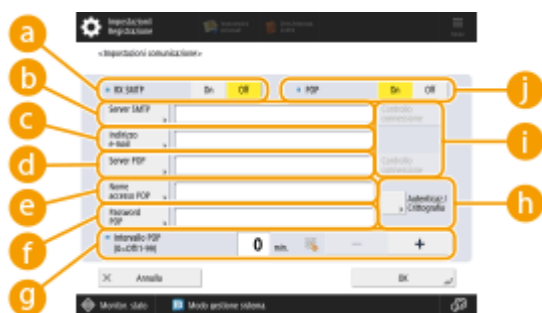 Impostazioni/
Registrazione
Menu
<Impostazioni comunicazione>
a
RX SMTP On Off
POP On Off
j
b
Server SMTP
Controllo
connessione
c
Indirizzo
e-mail
i
d
Server POP
Controllo
connessione
e
Nome
accesso POP
Autenticaz./
Crittografia
h
f
Password
POP
g
Intervallo POP
(0=Off/1-99)
0 min. - +
× Annulla
OK
Monitor. stato
Modo gestione sistema